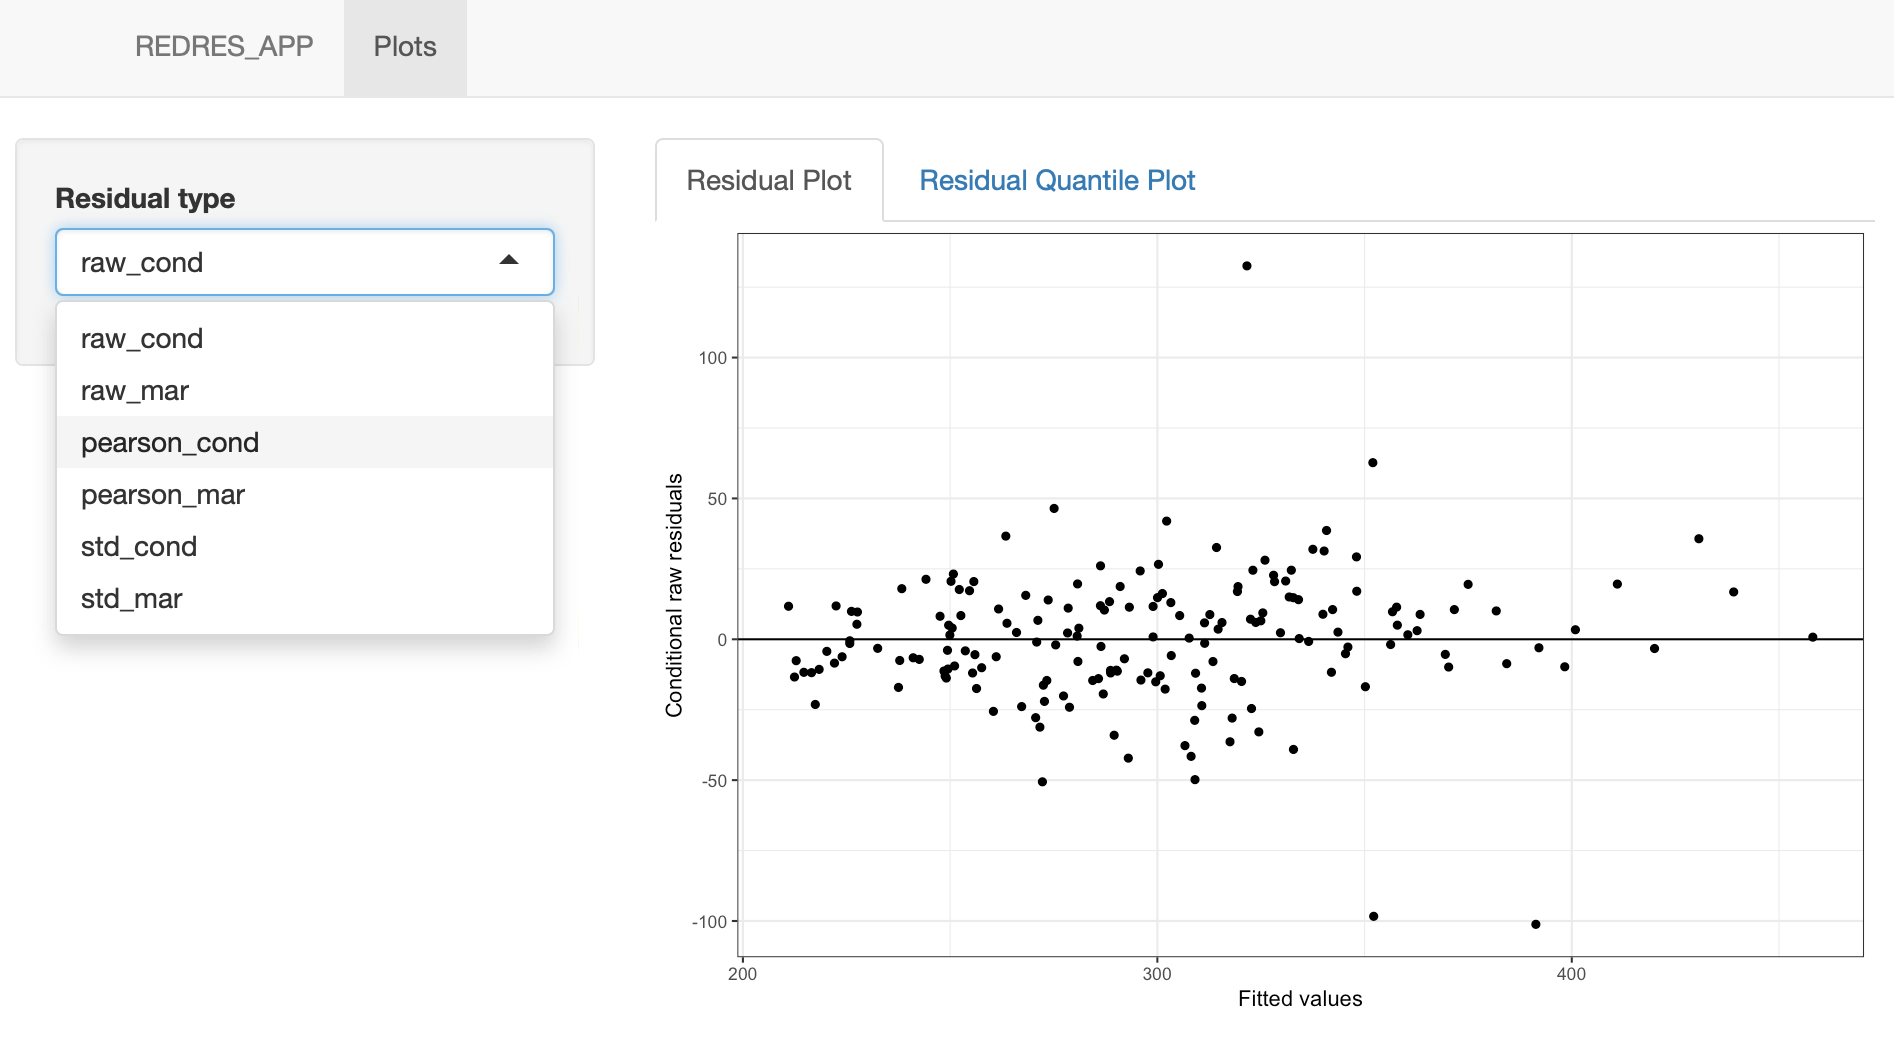 REDRES_APP Plots
Residual type
raw_cond
raw_cond
raw_mar
pearson_cond
pearson_mar
std_cond
std_mar
Residual Plot Residual Quantile Plot
Conditional raw residuals
100
50
0
-50
-100
200 300 400
Fitted values